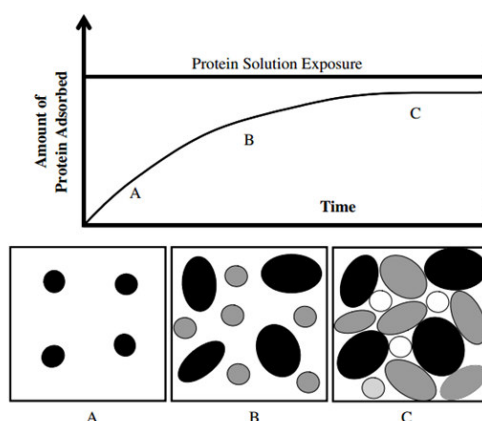 Protein Solution Exposure
Amount of
Protein Adsorbed
A
B
C
Time
A
B
C